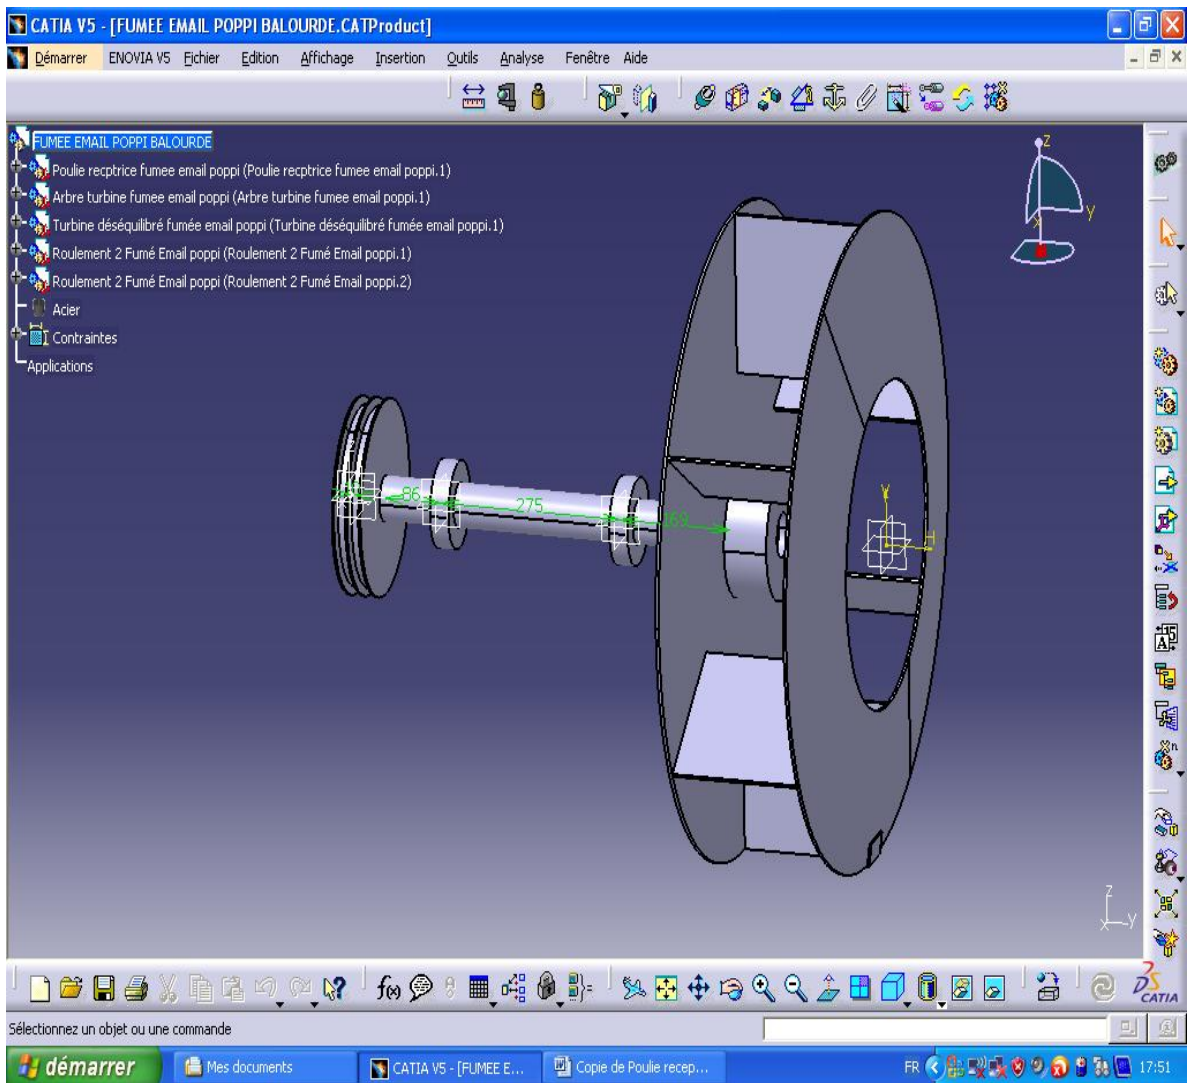 CATIA V5 - [FUMEE EMAIL POPPI BALOURDE.CATProduct]
Démarrer ENOVIA V5 Fichier Edition Affichage Insertion Outils Analyse Fenêtre Aide
FUMEE EMAIL POPPI BALOURDE
Poulie recptrice fumee email poppi (Poulie recptrice fumee email poppi.1)
Arbre turbine fumee email poppi (Arbre turbine fumee email poppi.1)
Turbine déséquilibré fumée email poppi (Turbine déséquilibré fumée email poppi.1)
Roulement 2 Fumé Email poppi (Roulement 2 Fumé Email poppi.1)
Roulement 2 Fumé Email poppi (Roulement 2 Fumé Email poppi.2)
Acier
Contraintes
Applications
z
y
x
86
275
169
V
H
z
x y
f(x)
CATIA
Sélectionnez un objet ou une commande
démarrer Mes documents CATIA V5 - [FUMEE E... Copie de Poulie recep... FR 17:51